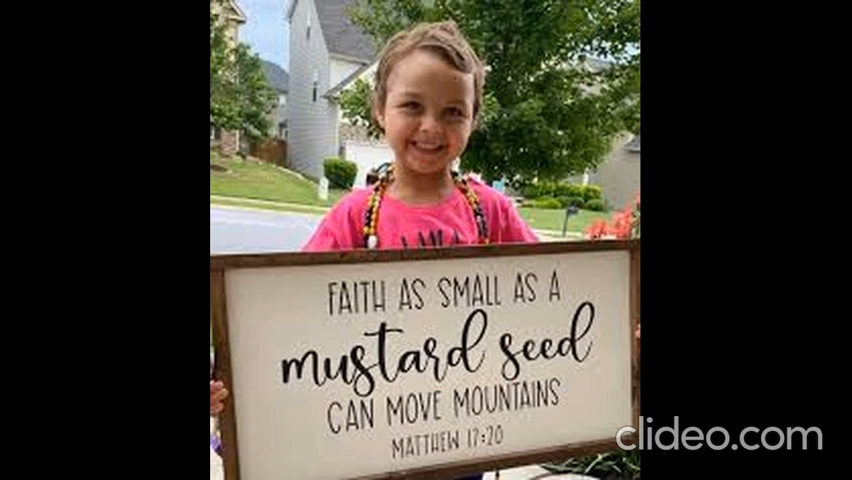 FAITH AS SMALL AS A
mustard seed
CAN MOVE MOUNTAINS
MATTHEW 17:20
clideo.com